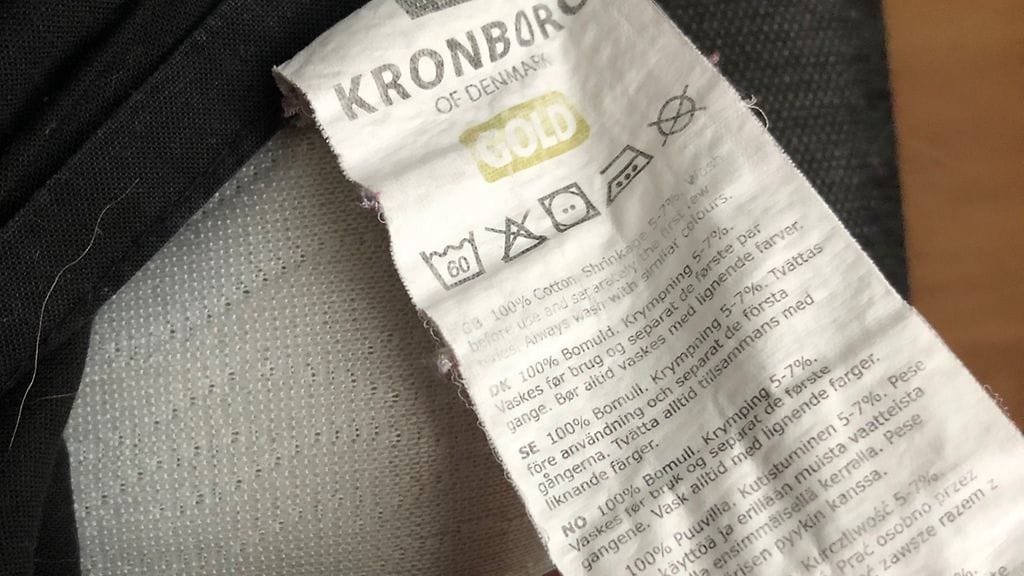 KRONBORG
OF DENMARK
GOLD
60
GB 100% Cotton. Shrinkage 5-7%. Wash
before use and separately the first few
times. Always wash with similar colours.
DK 100% Bomuld. Krympning 5-7%.
Vaskes før brug og separat de første par
gange. Bør altid vaskes med lignende farver.
SE 100% Bomull. Krympning 5-7%. Tvättas
före användning och separat de första
gångerna. Tvätta alltid tillsammans med
liknande färger.
NO 100% Bomull. Krymping 5-7%.
Vaskes før bruk og separat de første
gangene. Vask alltid med lignende farger.
100% Puuvilla. Kutistuminen 5-7%. Pese
käyttöä ja erillään muista vaatteista
ensimmäisellä kerralla. Pese
pyykin kanssa.
Kurczliwość 5-7%.
Prać osobno przez
zawsze razem z